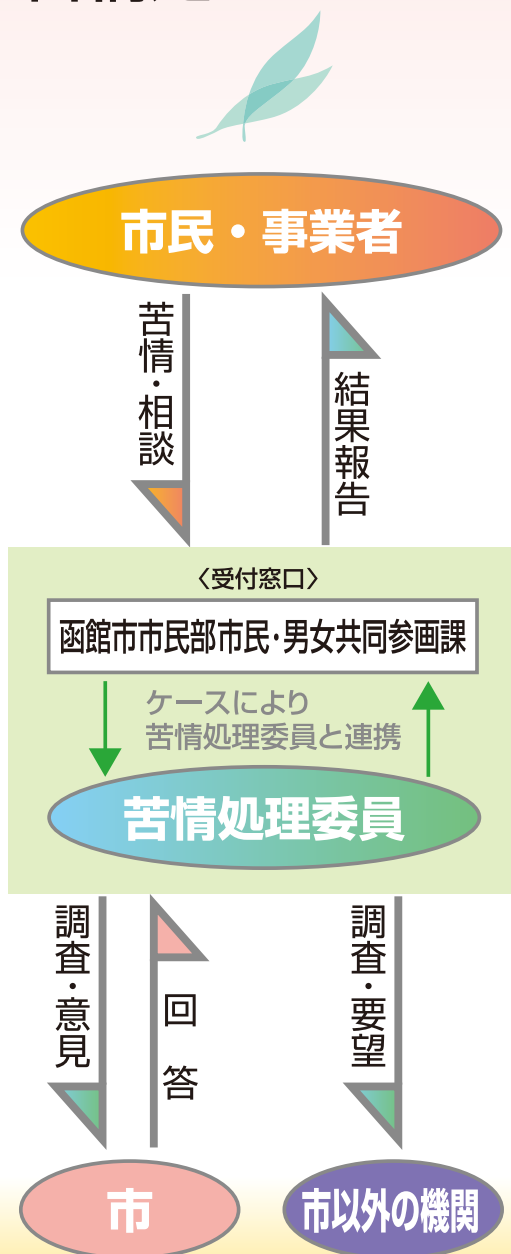 市民・事業者
苦情・相談
結果報告
〈受付窓口〉
函館市市民部市民・男女共同参画課
ケースにより
苦情処理委員と連携
苦情処理委員
調査・意見
回答
調査・要望
市
市以外の機関